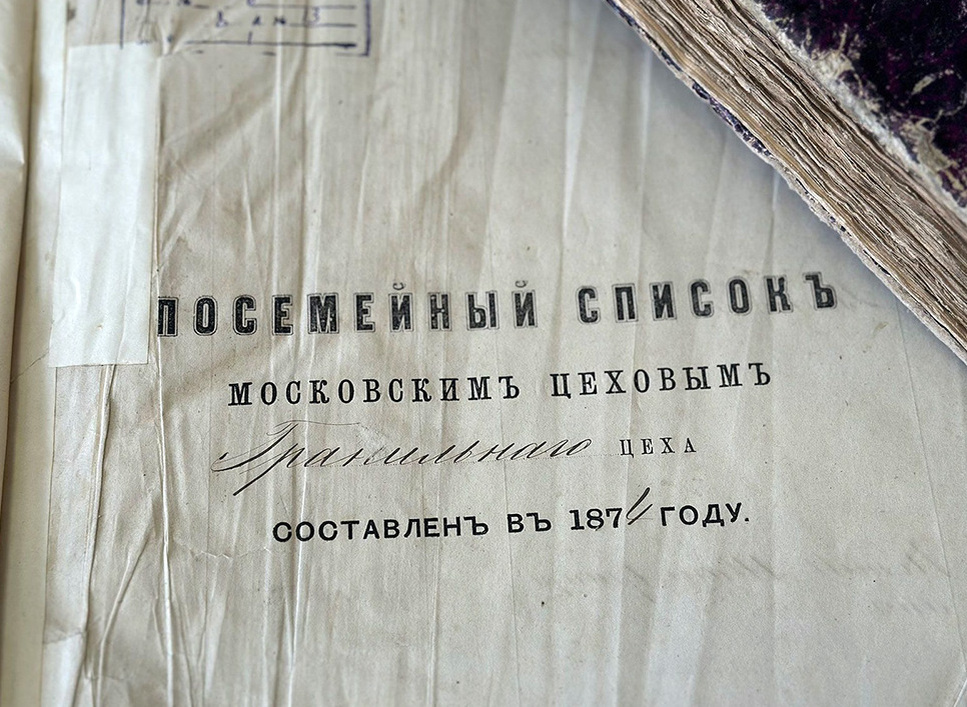 ПОСЕМЕЙНЫЙ СПИСОКЪ
МОСКОВСКИМЪ ЦЕХОВЫМЪ
Гранильнаго ЦЕХА
СОСТАВЛЕНЪ ВЪ 1874 ГОДУ.